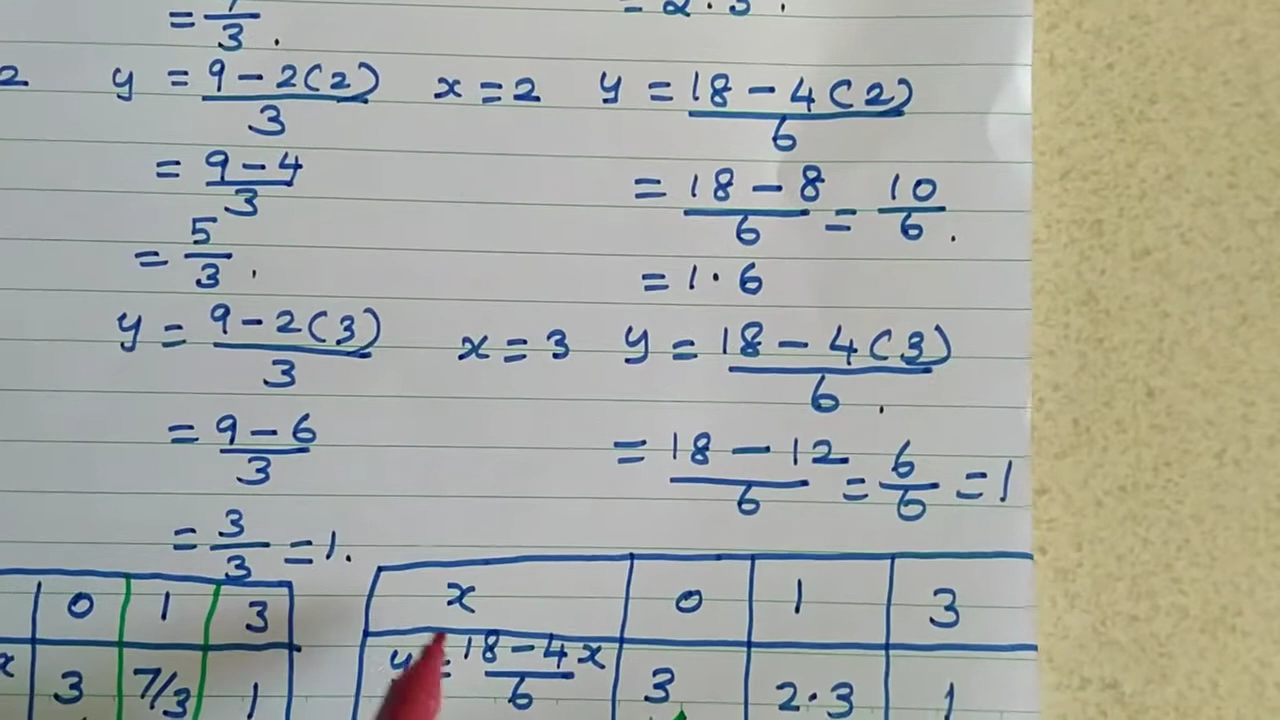 = 7/3 .
= 2.3 .
2 y = 9 - 2(2) / 3
= 9 - 4 / 3
= 5/3 .
y = 9 - 2(3) / 3
= 9 - 6 / 3
= 3/3 = 1.
x = 2 y = 18 - 4(2) / 6
= 18 - 8 / 6 = 10/6 .
= 1.6
x = 3 y = 18 - 4(3) / 6 .
= 18 - 12 / 6 = 6/6 = 1
0 1 3
x 3 7/3 1
x 0 1 3
y = 18 - 4x / 6 3 2.3 1